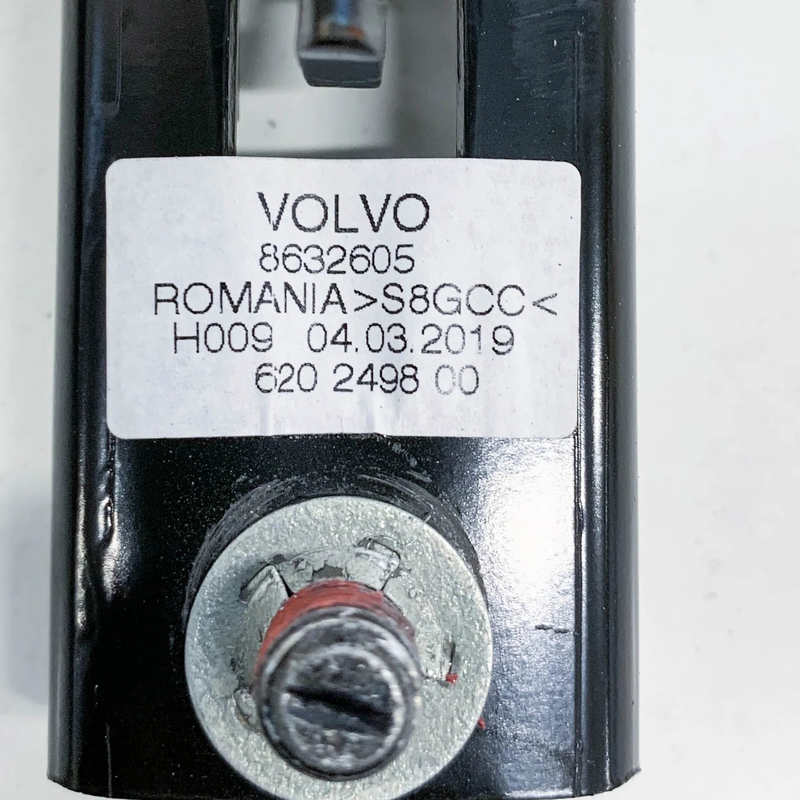 VOLVO
8632605
ROMANIA>S8GCC<
H009 04.03.2019
620 2498 00